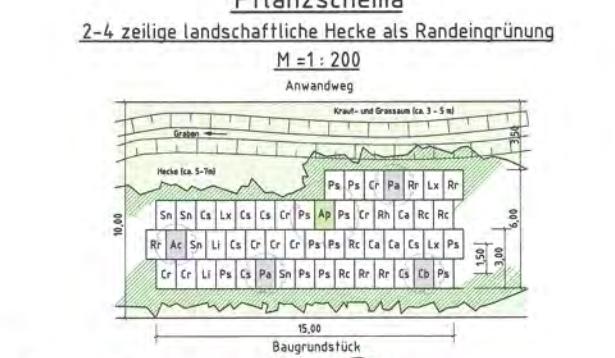 Pflanzschema
2-4 zeilige landschaftliche Hecke als Randeingrünung
M =1 : 200
Anwandweg
Kraut- und Grassaum (ca. 3 - 5 m)
Graben
3,50
Hecke (ca. 5-7m)
Ps Ps Cr Pa Rr Lx Rr
10,00
Sn Sn Cs Lx Cs Cs Cr Ps Ap Ps Cr Rh Ca Rc Rc
6,00
Rr Ac Sn Li Cs Cr Cr Cr Ps Ps Rc Ca Ca Cs Lx Ps
1,50
3,00
Cr Cr Li Ps Cs Pa Sn Ps Ps Rc Rr Rr Cs Cb Ps
15,00
Baugrundstück